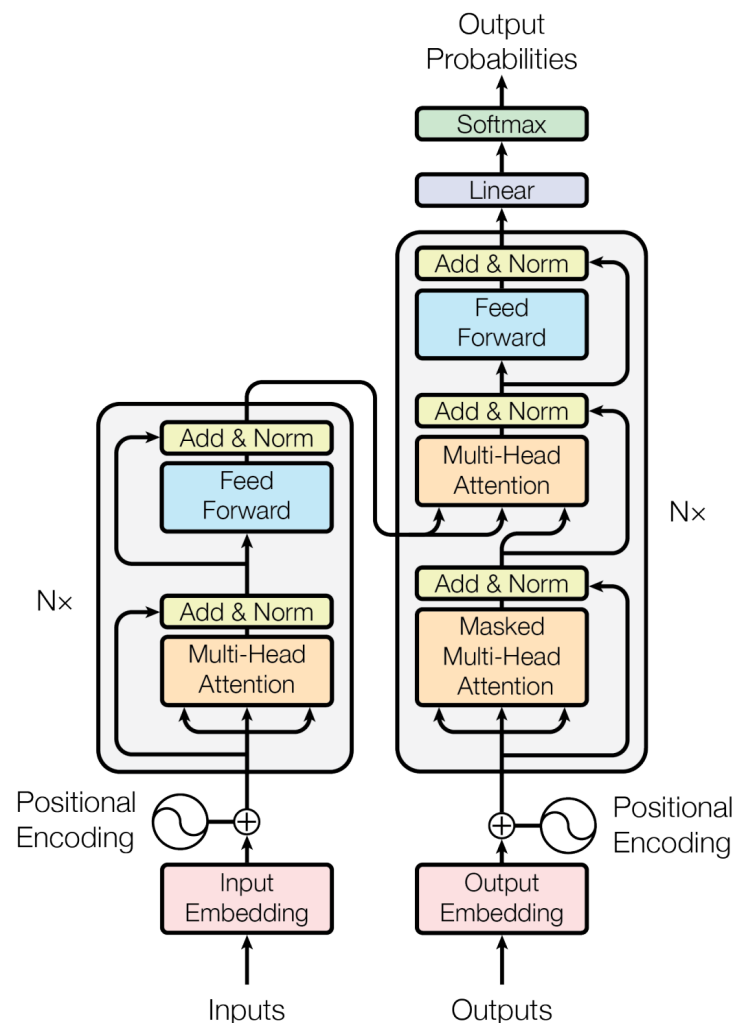 Output
Probabilities
Softmax
Linear
Add & Norm
Feed
Forward
Add & Norm
Multi-Head
Attention
Nx
Add & Norm
Masked
Multi-Head
Attention
Add & Norm
Feed
Forward
Nx
Add & Norm
Multi-Head
Attention
Positional
Encoding
Positional
Encoding
Input
Embedding
Output
Embedding
Inputs
Outputs